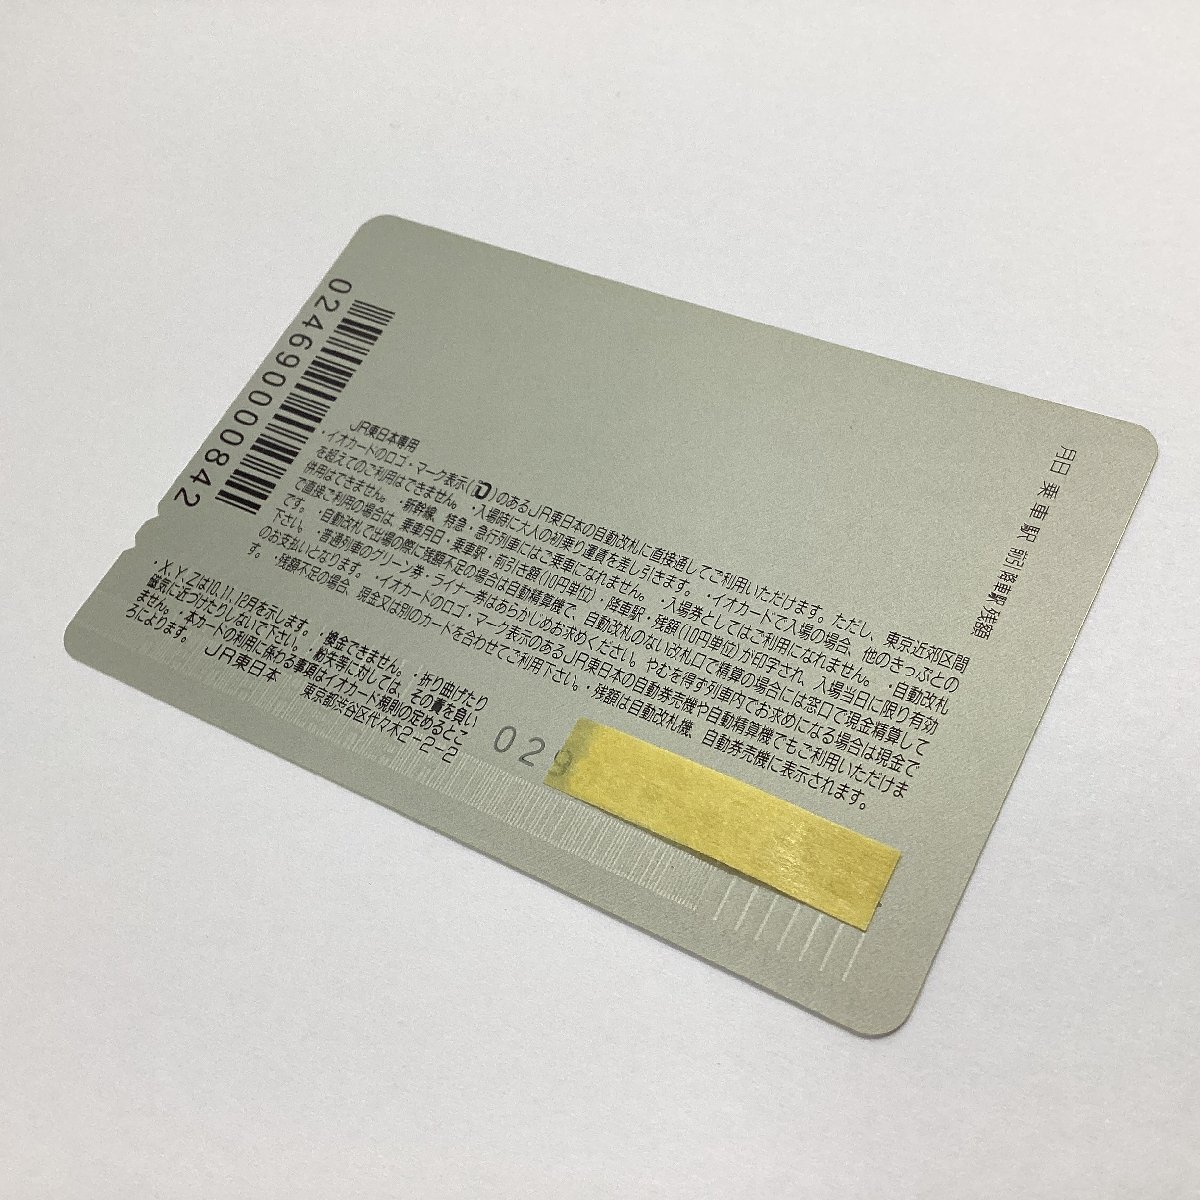 月日 乗車駅 前引 降車駅 残額
0246900000842
JR東日本専用
・イオカードのロゴ・マーク表示( )のあるJR東日本の自動改札に直接通してご利用いただけます。ただし、東京近郊区間
を超えてのご利用はできません。・入場時に大人の初乗り運賃を差し引きます。・イオカードで入場の場合、他のきっぷとの
併用はできません。・新幹線、特急・急行列車にはご乗車になれません。・入場券としてはご利用になれません。・自動改札
で直接ご利用の場合は、乗車月日・乗車駅・前引き額(10円単位)・降車駅・残額(10円単位)が印字され、入場当日に限り有効
です。・自動改札で出場の際に残額不足の場合は自動精算機で、自動改札のない改札口で精算の場合には窓口で現金精算して
下さい。・普通列車のグリーン券・ライナー券はあらかじめお求めください。やむを得ず列車内でお求めになる場合は現金で
のお支払いとなります。・イオカードのロゴ・マーク表示のあるJR東日本の自動券売機や自動精算機でもご利用いただけま
す。・残額不足の場合、現金又は別のカードを合わせてご利用下さい。・残額は自動改札機、自動券売機に表示されます。
・X、Y、Zは10、11、12月を示します。・換金できません。・折り曲げたり
磁気に近づけたりしないで下さい。・紛失等に対しては、その責を良い
ません。・本カードの利用に係わる事項はイオカード規則の定めるとこ
ろによります。
JR東日本 東京都渋谷区代々木2-2-2
029